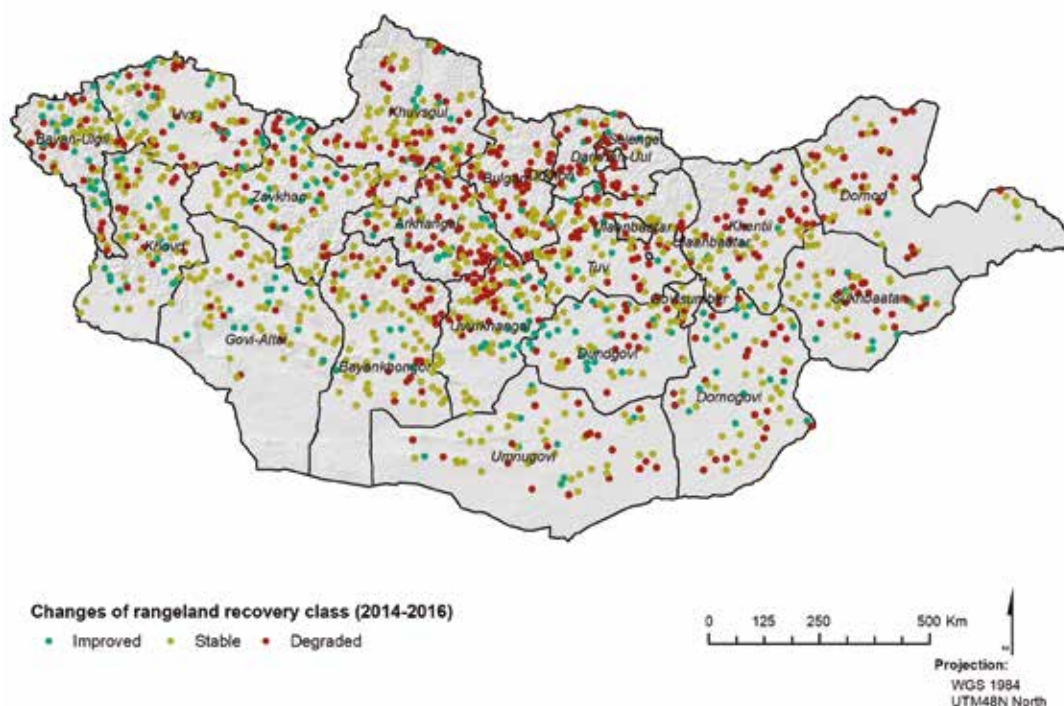 Khuvsgul
Uvs
Bayan-Ulgii
Zavkhan
Bulgan
Darkhan-Uul
Dornod
Arkhangai
Ulaanbaatar
Khentii
Ulaanbaatar
Khovd
Tuv
Govisumber
Sukhbaatar
Uvurkhangai
Govi-Altai
Dundgovi
Bayankhongor
Dornogovi
Umnugovi
Changes of rangeland recovery class (2014-2016)
Improved Stable Degraded
0 125 250 500 Km
Projection:
WGS 1984
UTM48N North